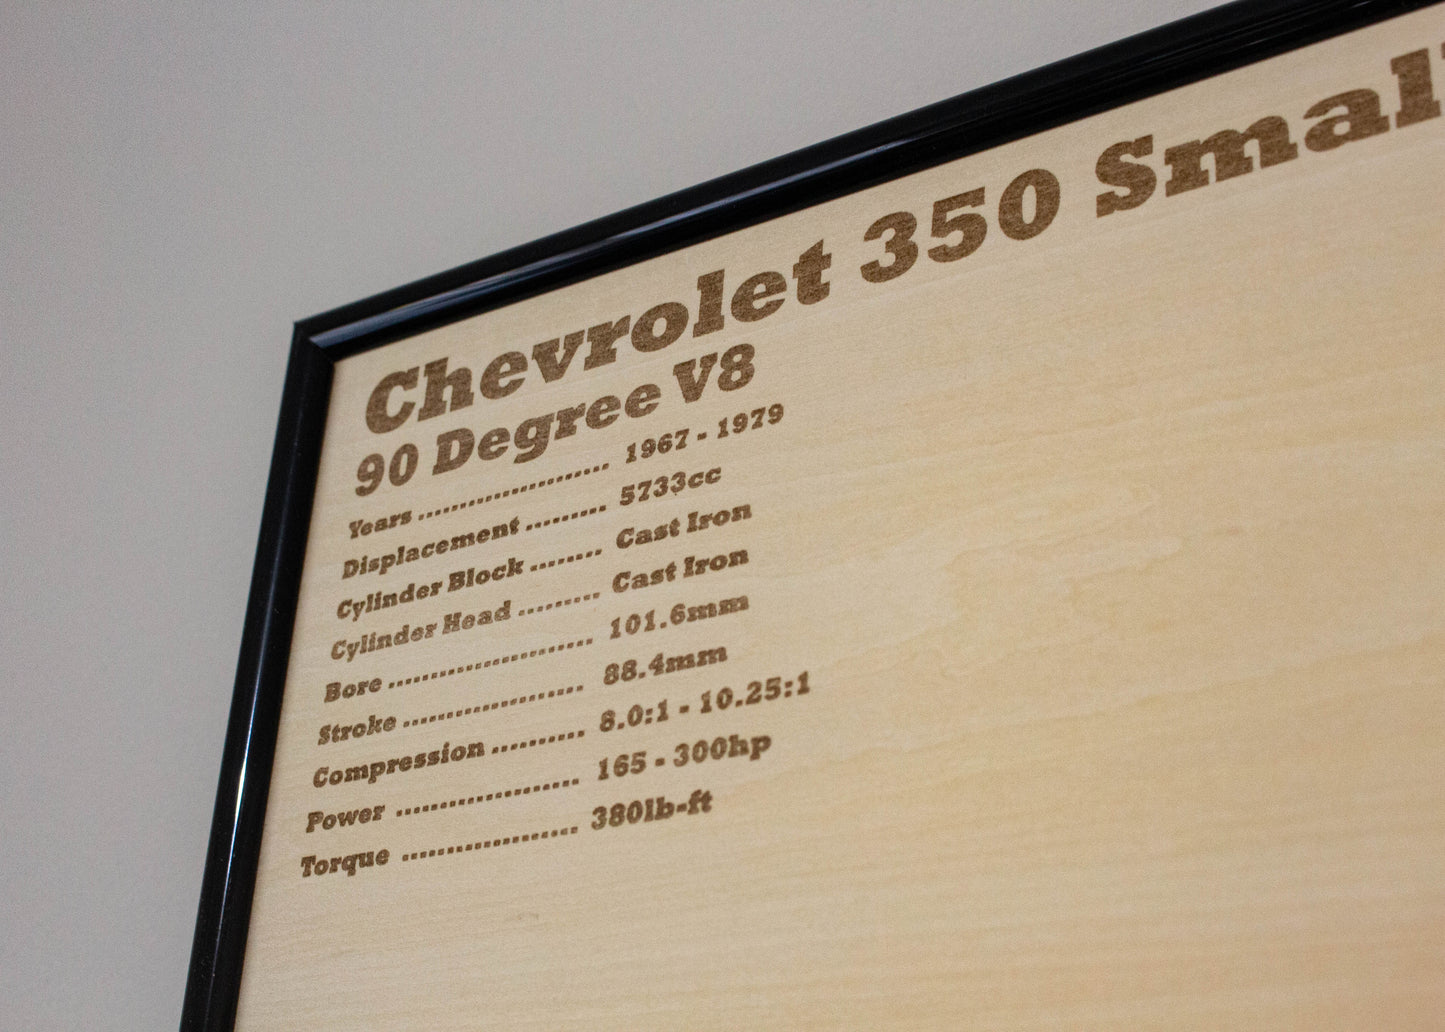 Chevrolet 350 Small
90 Degree V8
Years ...................... 1967 - 1979
Displacement ......... 5733cc
Cylinder Block ........ Cast Iron
Cylinder Head ......... Cast Iron
Bore ....................... 101.6mm
Stroke .................... 88.4mm
Compression .......... 8.0:1 - 10.25:1
Power .................... 165 - 300hp
Torque ................... 380lb-ft